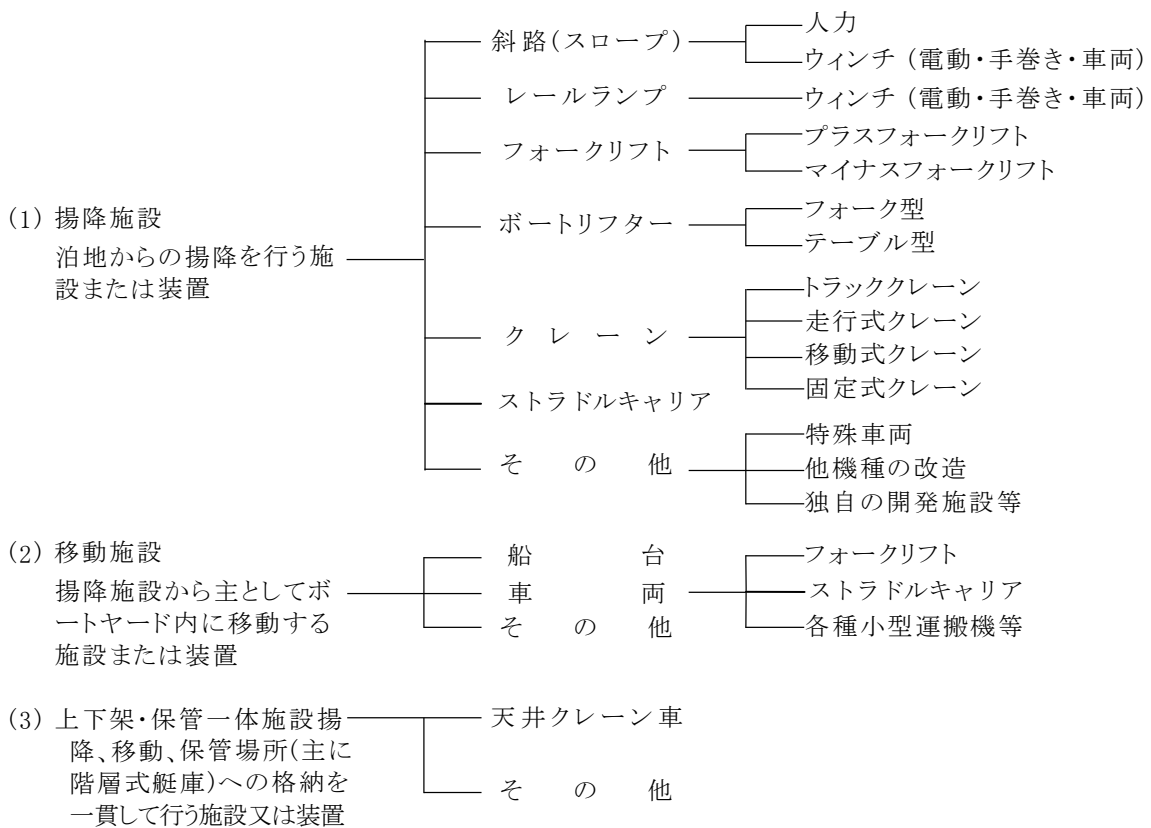 斜路(スロープ)
人力
ウィンチ (電動・手巻き・車両)
レールランプ
ウィンチ (電動・手巻き・車両)
フォークリフト
プラスフォークリフト
マイナスフォークリフト
(1) 揚降施設
泊地からの揚降を行う施
設または装置
ボートリフター
フォーク型
テーブル型
クレーン
トラッククレーン
走行式クレーン
移動式クレーン
固定式クレーン
ストラドルキャリア
その他
特殊車両
他機種の改造
独自の開発施設等
(2) 移動施設
揚降施設から主としてボ
ートヤード内に移動する
施設または装置
船台
車両
その他
フォークリフト
ストラドルキャリア
各種小型運搬機等
(3) 上下架・保管一体施設揚
降、移動、保管場所(主に
階層式艇庫)への格納を
一貫して行う施設又は装置
天井クレーン車
その他